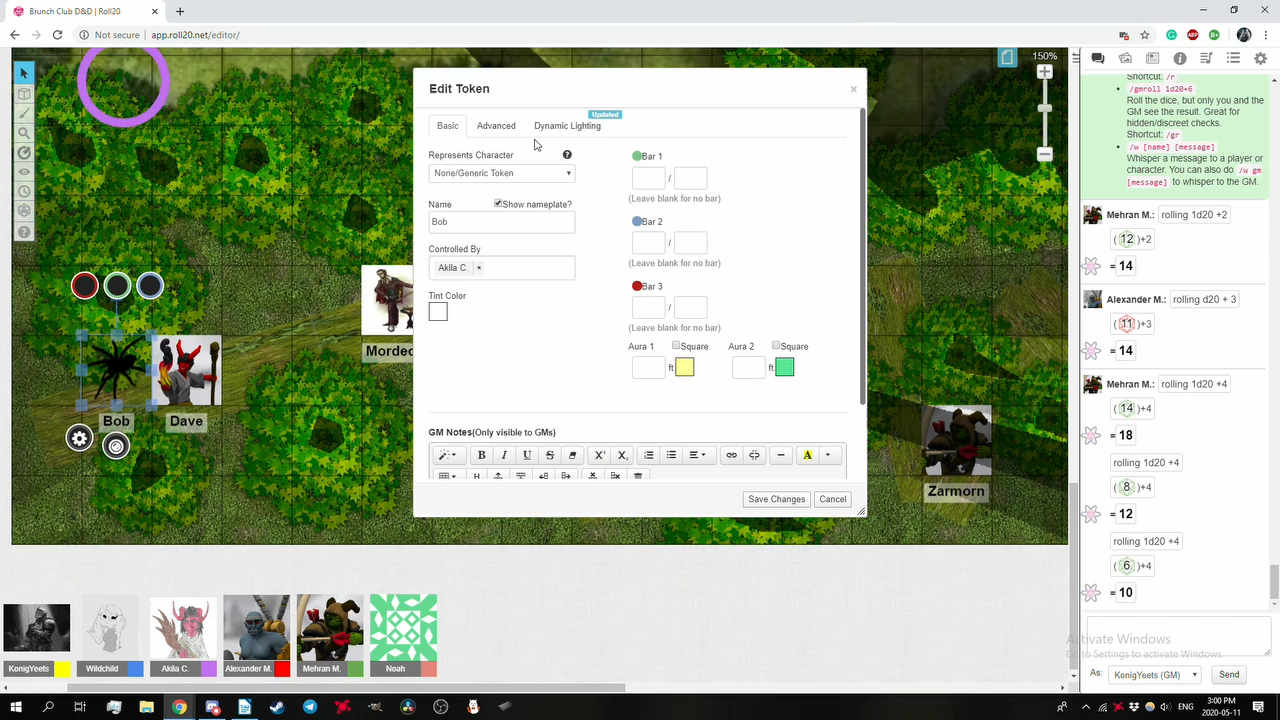 Brunch Club D&D | Roll20
Not secure | app.roll20.net/editor/
150%
Edit Token
Updated
Basic
Advanced
Dynamic Lighting
Represents Character
None/Generic Token
Name
Show nameplate?
Bob
Controlled By
Akila C. ×
Tint Color
Bar 1
/
(Leave blank for no bar)
Bar 2
/
(Leave blank for no bar)
Bar 3
/
(Leave blank for no bar)
Aura 1
Square
Aura 2
Square
ft.
ft.
GM Notes(Only visible to GMs)
B I U S X² X₂ A
H
Save Changes
Cancel
Bob
Dave
Mordec
Zarmorn
KonigYeets
Wildchild
Akila C.
Alexander M.
Mehran M.
Noah
Shortcut: /r
/gmroll 1d20+6
Roll the dice, but only you and the
GM see the result. Great for
hidden/discreet checks.
Shortcut: /gr
/w [name] [message]
Whisper a message to a player or
character. You can also do /w gm
[message] to whisper to the GM.
Mehran M.: rolling 1d20 +2
(12)+2
= 14
Alexander M.: rolling d20 + 3
(11)+3
= 14
Mehran M.: rolling 1d20 +4
(14)+4
= 18
rolling 1d20 +4
(8)+4
= 12
rolling 1d20 +4
(6)+4
= 10
Activate Windows
Go to Settings to activate Windows.
As: KonigYeets (GM)
Send
3:00 PM
2020-05-11